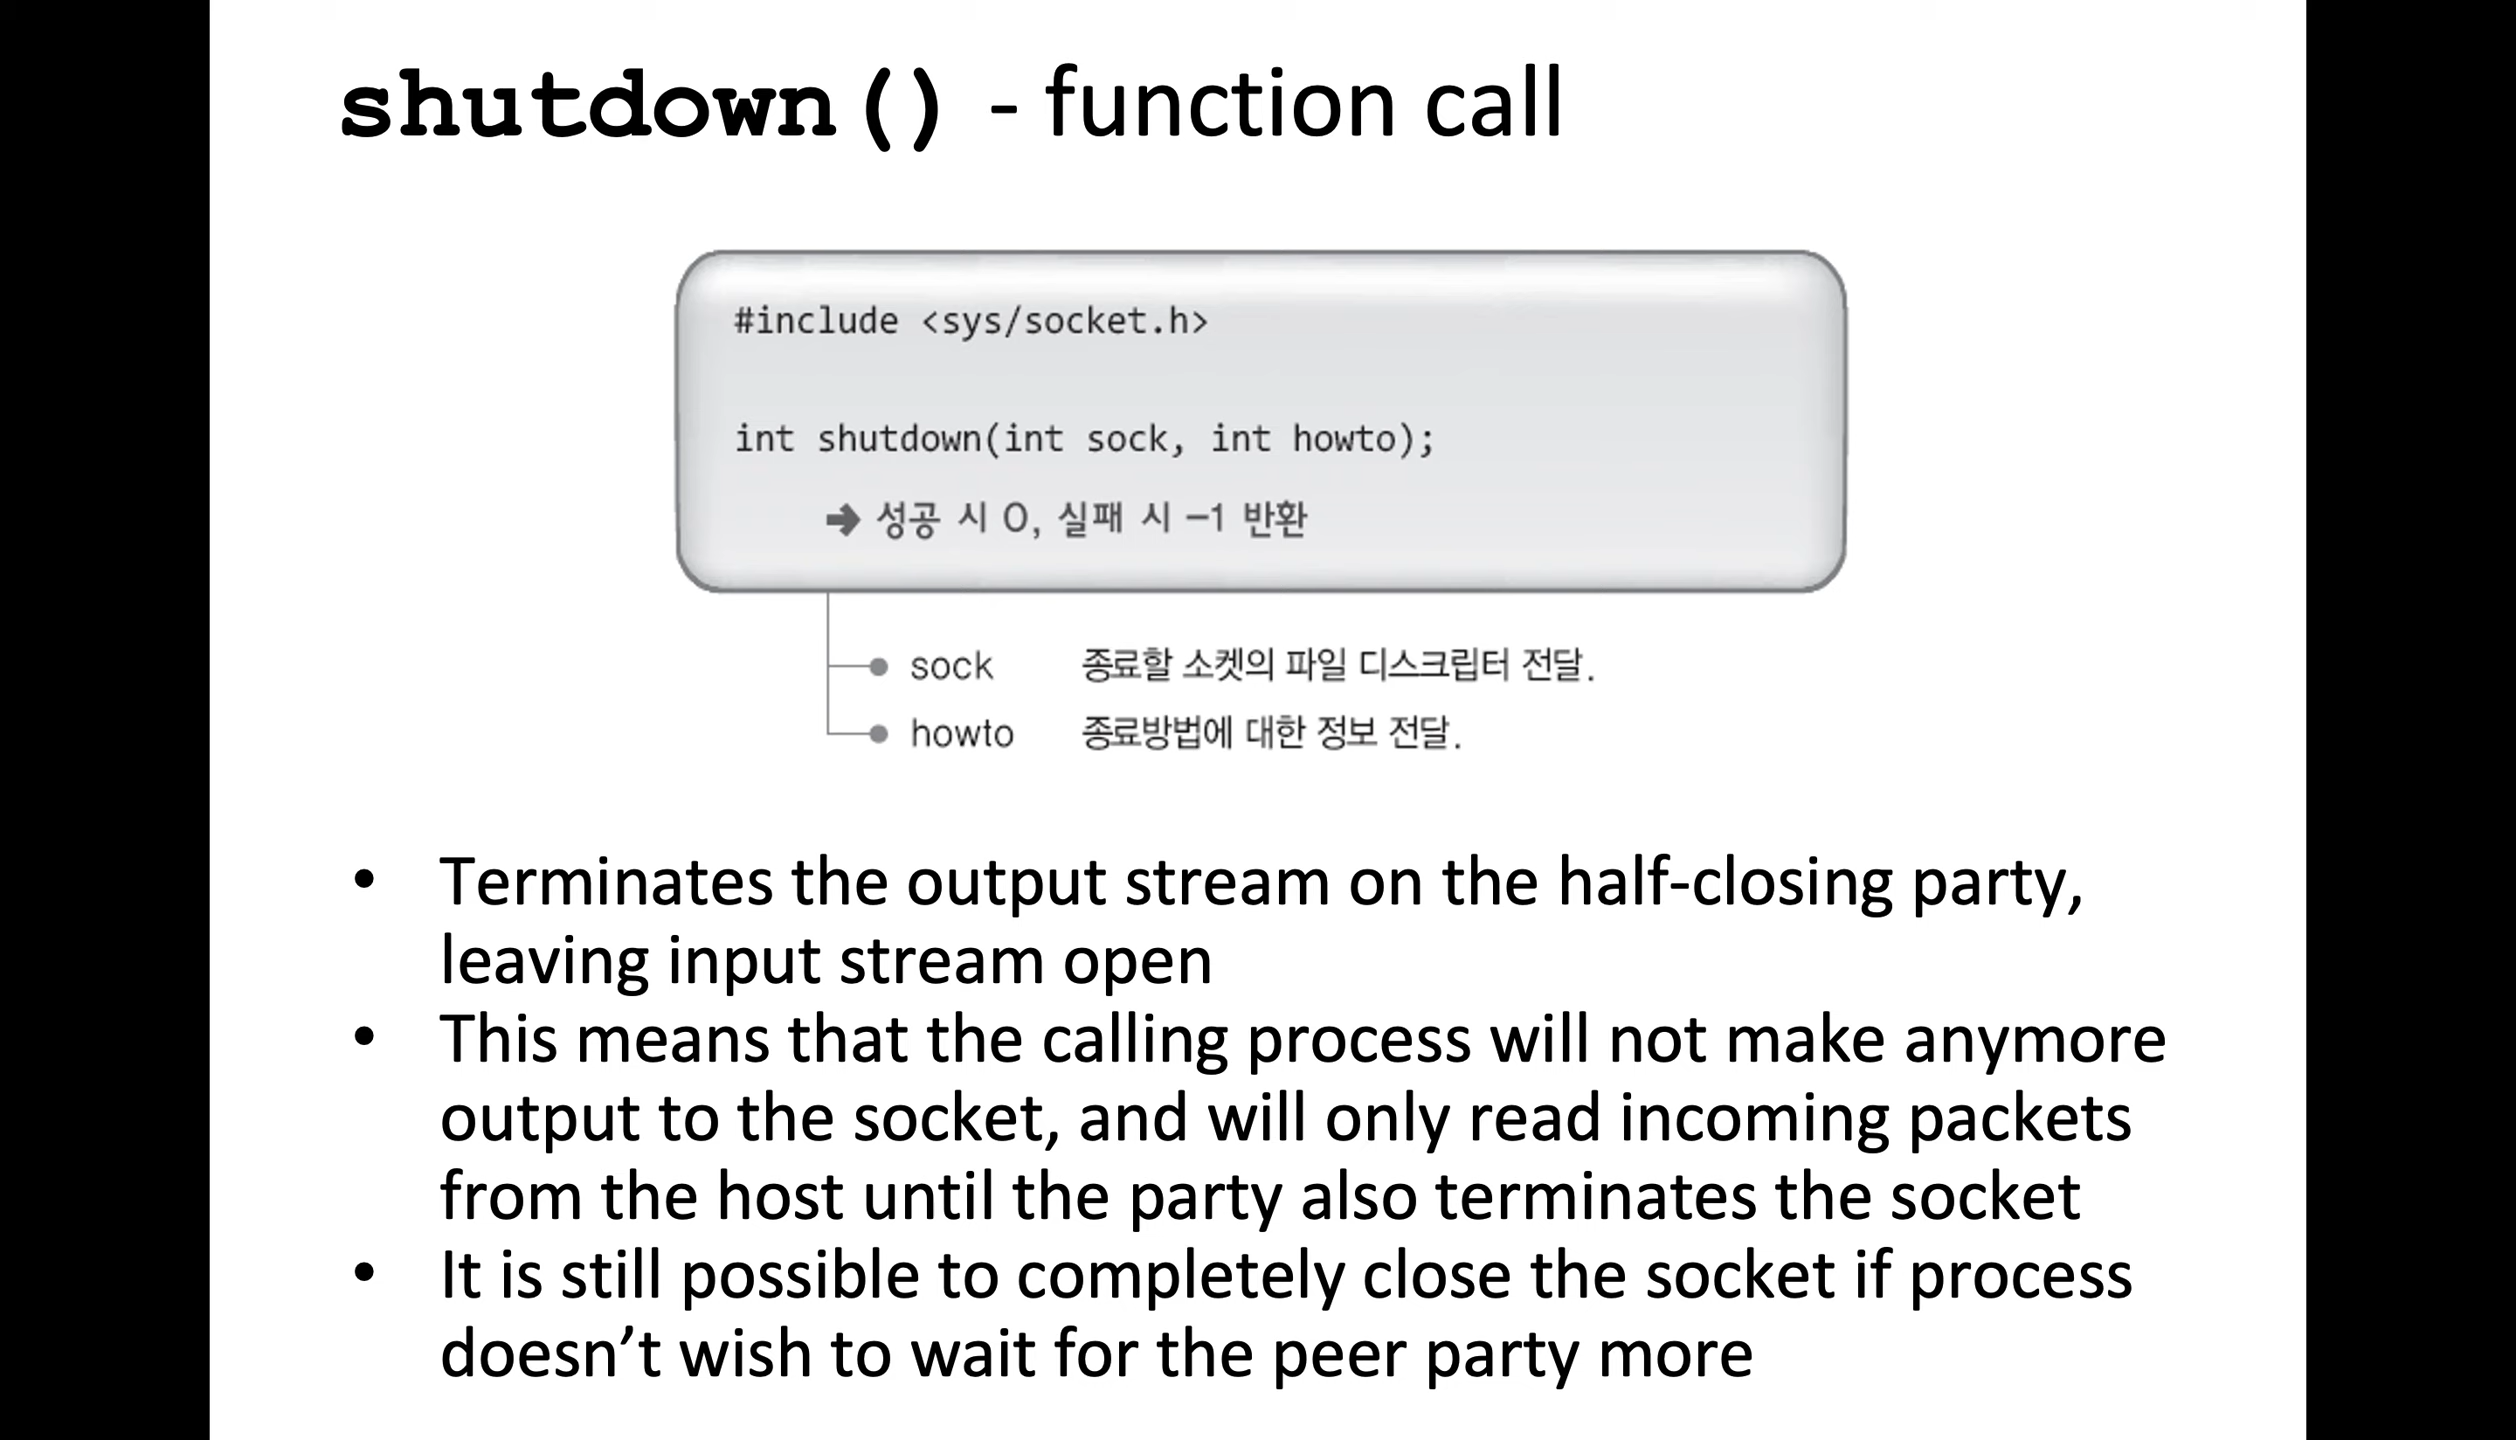 shutdown() - function call
#include <sys/socket.h>
int shutdown(int sock, int howto);
➔ 성공 시 0, 실패 시 –1 반환
sock 종료할 소켓의 파일 디스크립터 전달.
howto 종료방법에 대한 정보 전달.
• Terminates the output stream on the half-closing party,
leaving input stream open
• This means that the calling process will not make anymore
output to the socket, and will only read incoming packets
from the host until the party also terminates the socket
• It is still possible to completely close the socket if process
doesn’t wish to wait for the peer party more